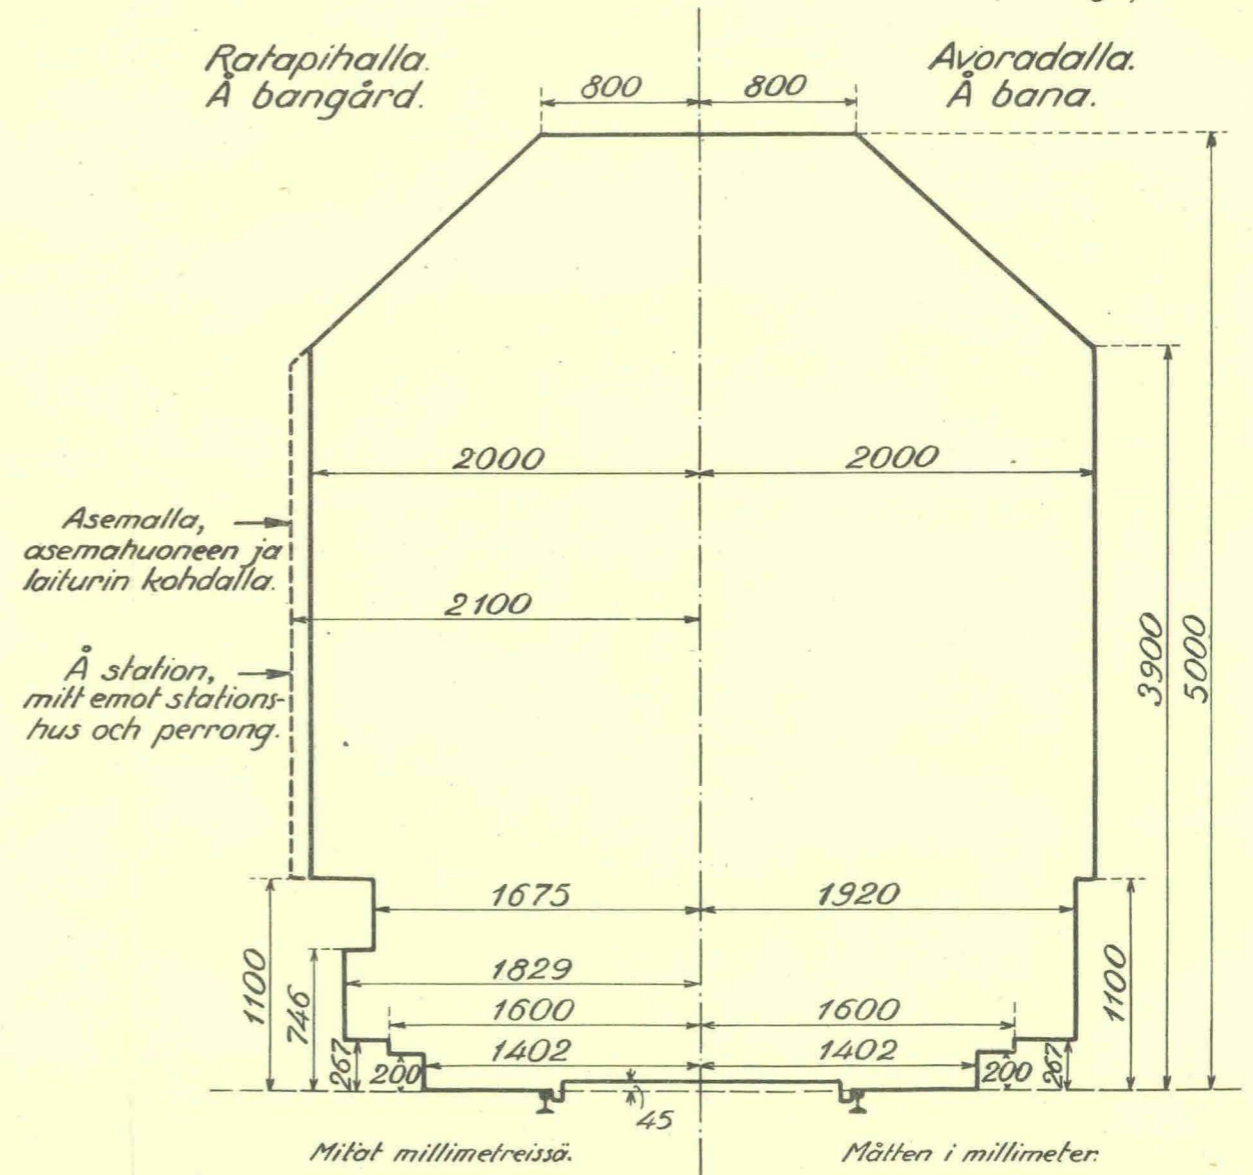 Ratapihalla.
Å bangård.
Avoradalla.
Å bana.
800
800
2000
2000
Asemalla,
asemahuoneen ja
laiturin kohdalla.
2100
Å station,
mitt emot stations-
hus och perrong.
3900
5000
1675
1920
1100
746
1829
1100
1600
1600
267
200
1402
1402
200
267
45
Mitat millimetreissä.
Måtten i millimeter.